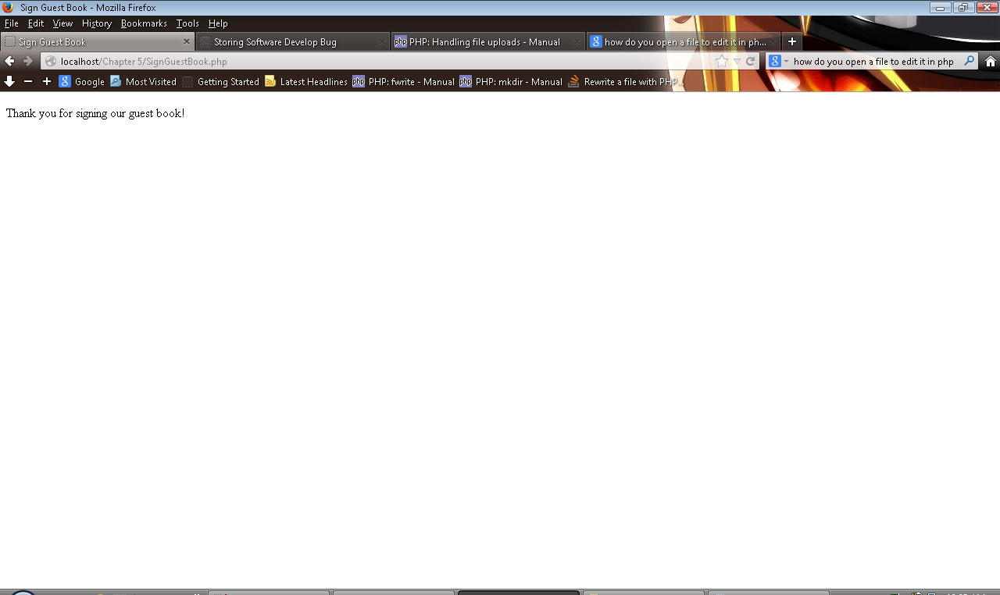 Sign Guest Book - Mozilla Firefox
File Edit View History Bookmarks Tools Help
Sign Guest Book Storing Software Develop Bug php PHP: Handling file uploads - Manual how do you open a file to edit it in ph...
localhost/Chapter 5/SignGuestBook.php how do you open a file to edit it in php
Google Most Visited Getting Started Latest Headlines php PHP: fwrite - Manual php PHP: mkdir - Manual Rewrite a file with PHP...
Thank you for signing our guest book!